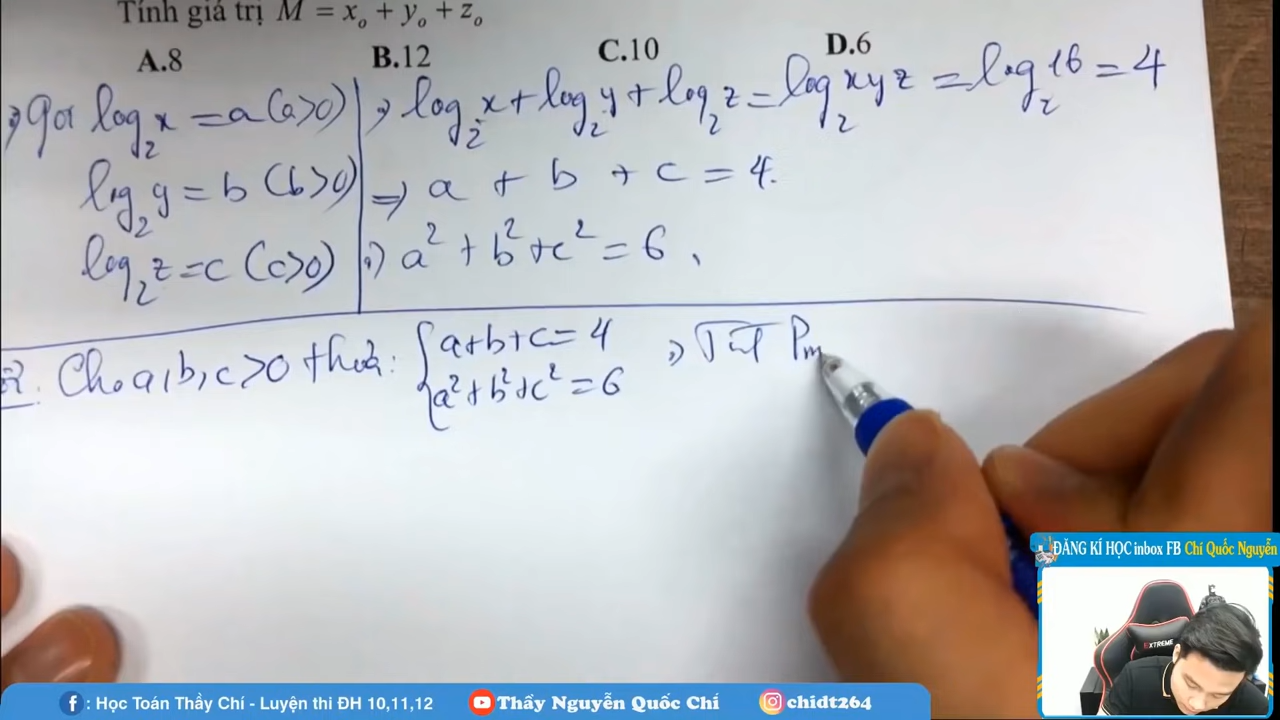 Tính giá trị M = x₀ + y₀ + z₀
A.8 B.12 C.10 D.6
Gọi log₂x = a (a>0)
log₂y = b (b>0)
log₂z = c (c>0)
log₂x + log₂y + log₂z = log₂xyz = log₂16 = 4
⇒ a + b + c = 4.
a² + b² + c² = 6
Cho a, b, c > 0 thoả: { a+b+c = 4
a² + b² + c² = 6
Pm
ĐĂNG KÍ HỌC inbox FB Chí Quốc Nguyễn
EXTREME
: Học Toán Thầy Chí - Luyện thi ĐH 10,11,12
Thầy Nguyễn Quốc Chí
chidt264